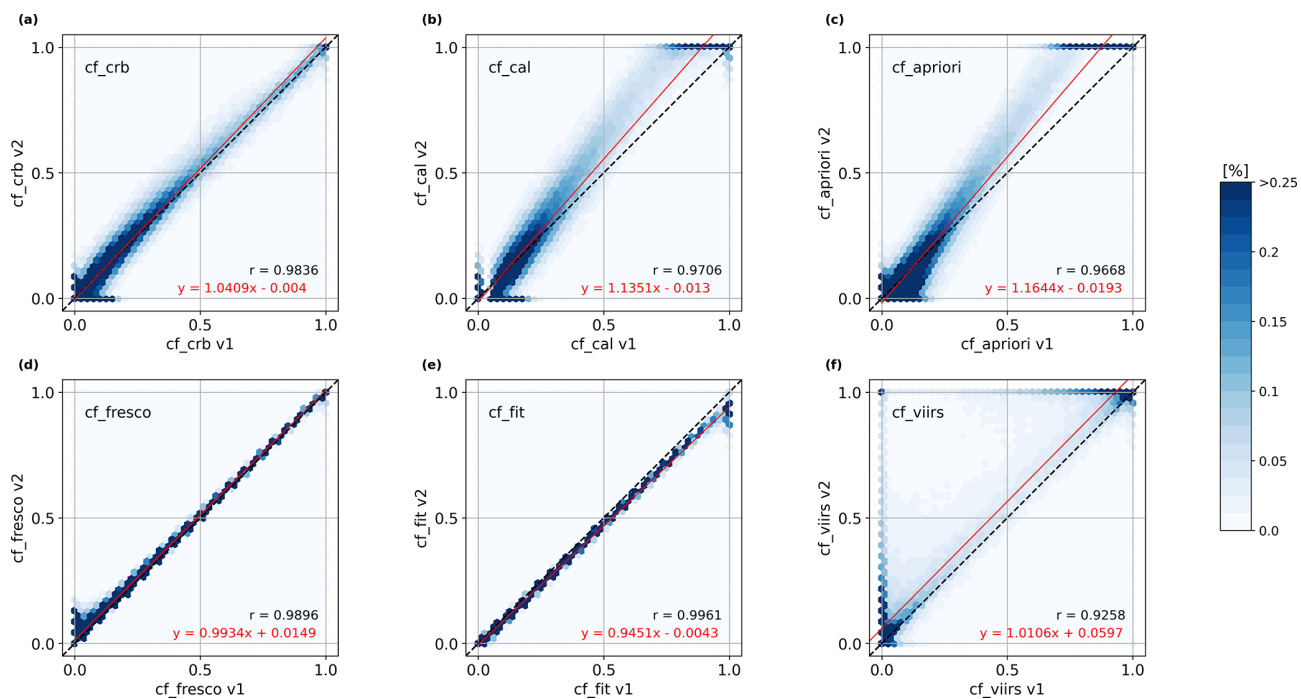 (a)
1.0
cf_crb
cf_crb v2
0.5
r = 0.9836
y = 1.0409x - 0.004
0.0
0.0 0.5 1.0
cf_crb v1
(b)
1.0
cf_cal
cf_cal v2
0.5
r = 0.9706
y = 1.1351x - 0.013
0.0
0.0 0.5 1.0
cf_cal v1
(c)
1.0
cf_apriori
cf_apriori v2
0.5
r = 0.9668
y = 1.1644x - 0.0193
0.0
0.0 0.5 1.0
cf_apriori v1
(d)
1.0
cf_fresco
cf_fresco v2
0.5
r = 0.9896
y = 0.9934x + 0.0149
0.0
0.0 0.5 1.0
cf_fresco v1
(e)
1.0
cf_fit
cf_fit v2
0.5
r = 0.9961
y = 0.9451x - 0.0043
0.0
0.0 0.5 1.0
cf_fit v1
(f)
1.0
cf_viirs
cf_viirs v2
0.5
r = 0.9258
y = 1.0106x + 0.0597
0.0
0.0 0.5 1.0
cf_viirs v1
[%]
>0.25
0.2
0.15
0.1
0.05
0.0